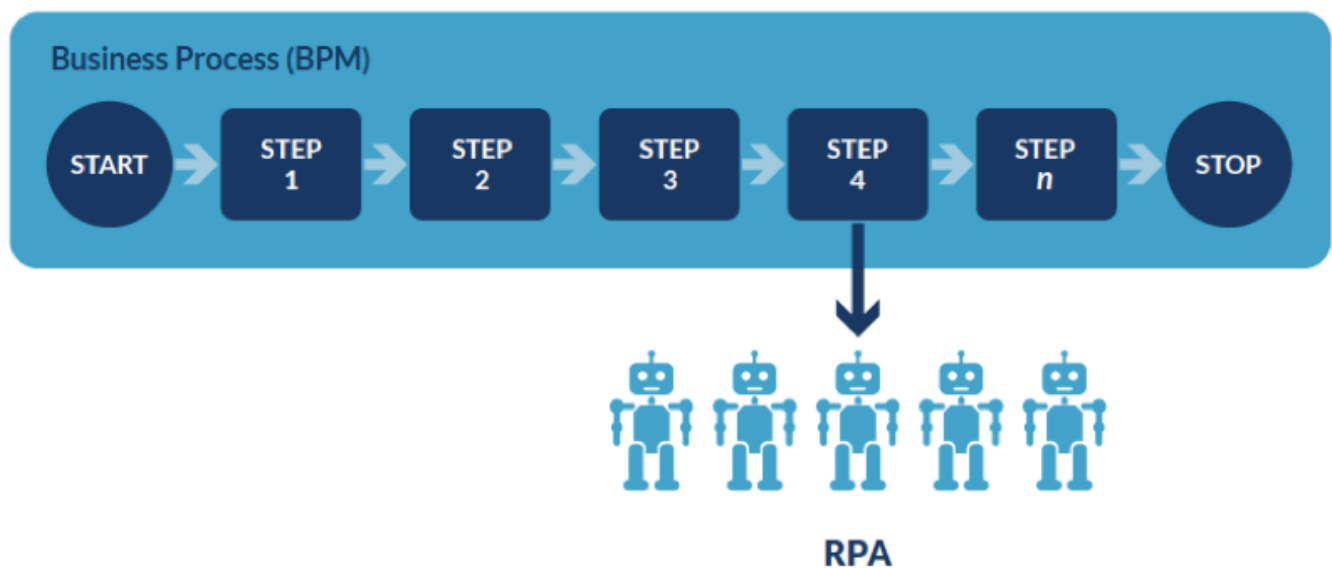 Business Process (BPM)
START
STEP
1
STEP
2
STEP
3
STEP
4
STEP
n
STOP
RPA